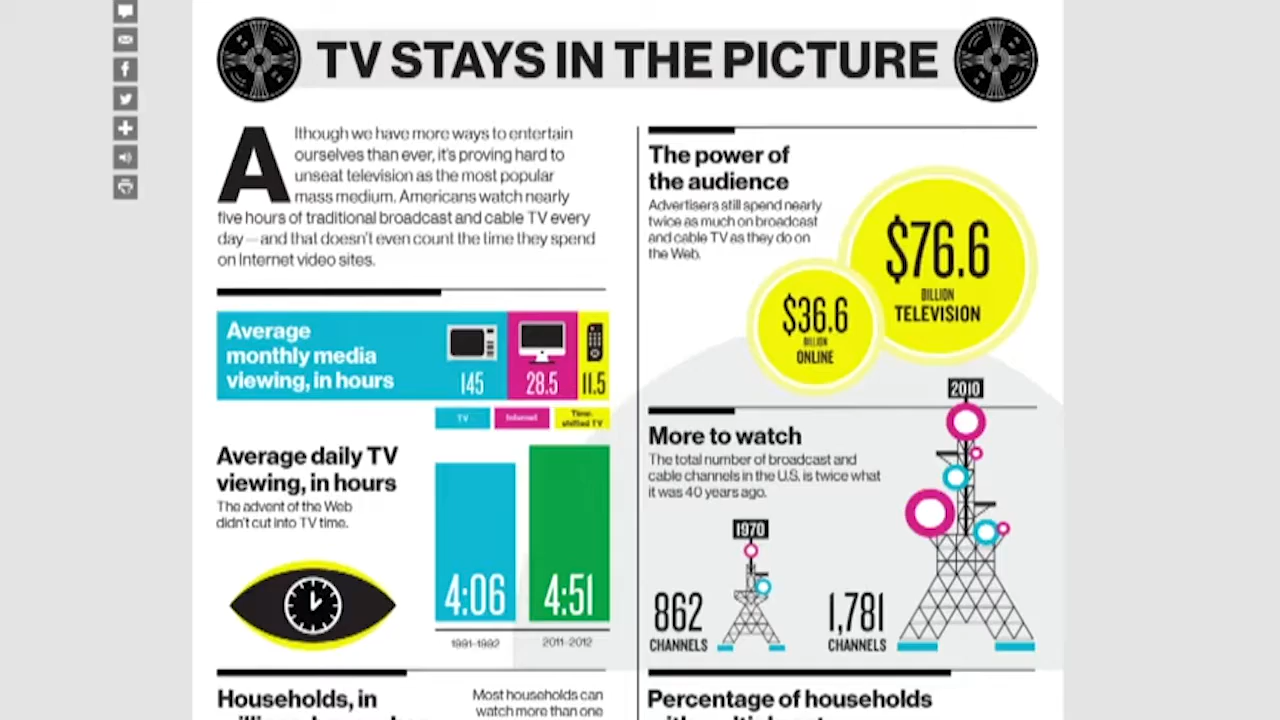 TV STAYS IN THE PICTURE
Although we have more ways to entertain
ourselves than ever, it's proving hard to
unseat television as the most popular
mass medium. Americans watch nearly
five hours of traditional broadcast and cable TV every
day—and that doesn't even count the time they spend
on Internet video sites.
Average
monthly media
viewing, in hours
145
28.5
11.5
TV
Internet
Time-
shifted TV
Average daily TV
viewing, in hours
The advent of the Web
didn't cut into TV time.
4:06
4:51
1991–1992
2011–2012
Households, in
Most households can
watch more than one
The power of
the audience
Advertisers still spend nearly
twice as much on broadcast
and cable TV as they do on
the Web.
$76.6
BILLION
TELEVISION
$36.6
BILLION
ONLINE
More to watch
The total number of broadcast and
cable channels in the U.S. is twice what
it was 40 years ago.
1970
862
CHANNELS
2010
1,781
CHANNELS
Percentage of households